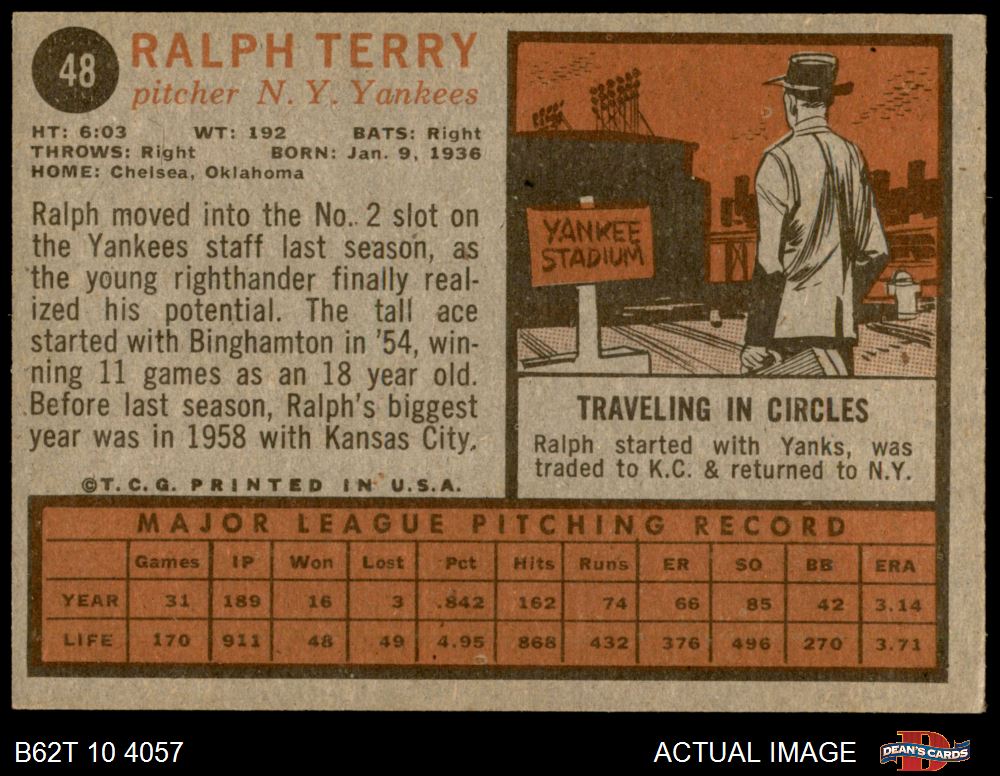 48
RALPH TERRY
pitcher N. Y. Yankees
HT: 6:03 WT: 192 BATS: Right
THROWS: Right BORN: Jan. 9, 1936
HOME: Chelsea, Oklahoma
Ralph moved into the No. 2 slot on
the Yankees staff last season, as
the young righthander finally real-
ized his potential. The tall ace
started with Binghamton in '54, win-
ning 11 games as an 18 year old.
Before last season, Ralph's biggest
year was in 1958 with Kansas City.
©T. C. G. PRINTED IN U.S.A.
YANKEE
STADIUM
TRAVELING IN CIRCLES
Ralph started with Yanks, was
traded to K.C. & returned to N.Y.
MAJOR LEAGUE PITCHING RECORD
Games IP Won Lost Pct Hits Runs ER SO BB ERA
YEAR 31 189 16 3 .842 162 74 66 85 42 3.14
LIFE 170 911 48 49 4.95 868 432 376 496 270 3.71
B62T 10 4057
ACTUAL IMAGE
DEAN'S CARDS